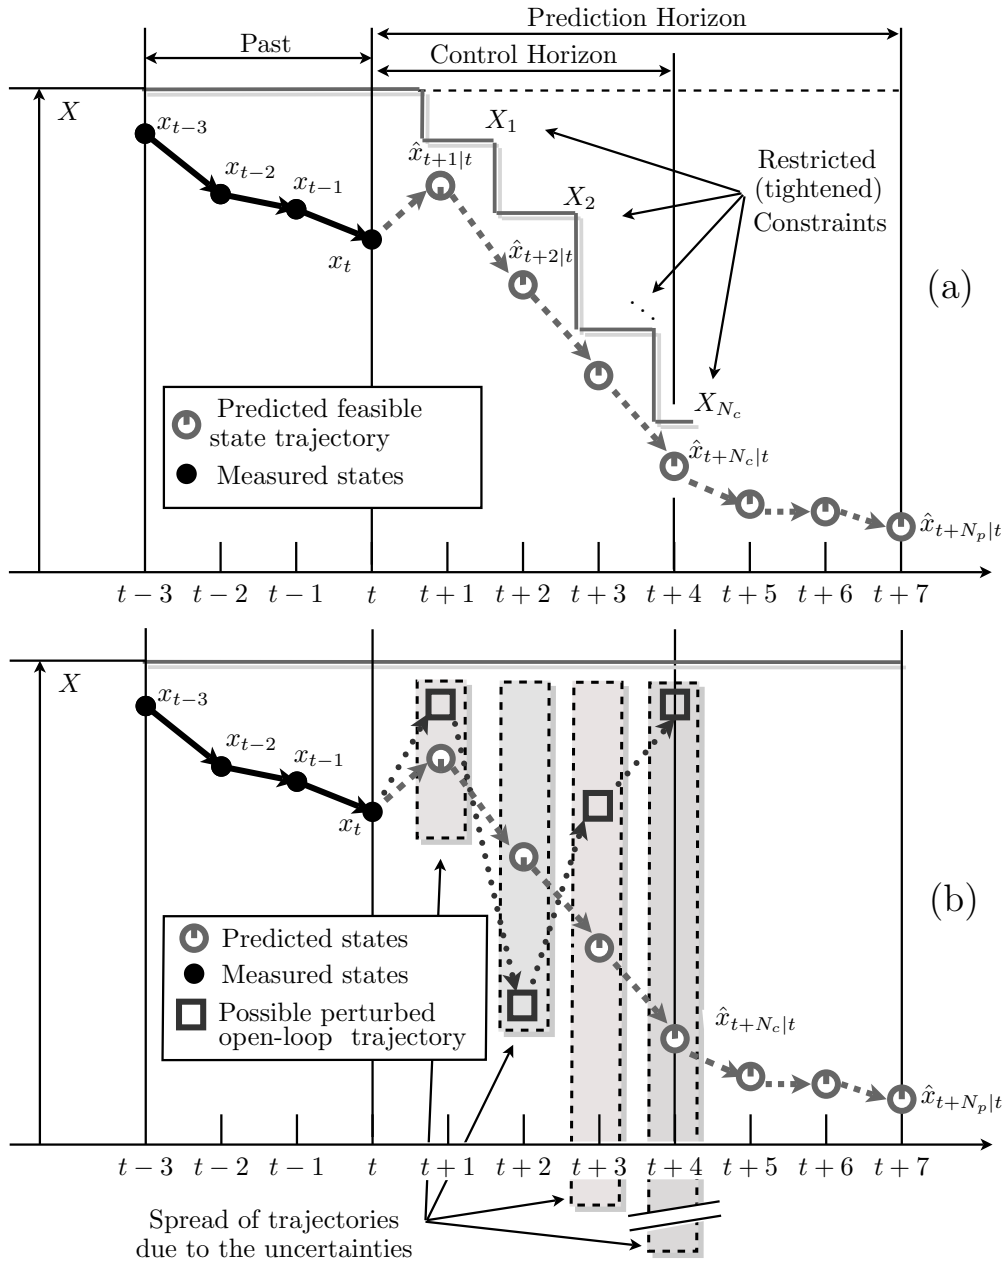 Prediction Horizon
Past
Control Horizon
X
x_{t−3}
x_{t−2}
x_{t−1}
x_t
x̂_{t+1|t}
X_1
x̂_{t+2|t}
X_2
Restricted
(tightened)
Constraints
(a)
⋱
X_{N_c}
x̂_{t+N_c|t}
x̂_{t+N_p|t}
Predicted feasible
state trajectory
Measured states
t − 3 t − 2 t − 1 t t + 1 t + 2 t + 3 t + 4 t + 5 t + 6 t + 7
X
x_{t−3}
x_{t−2}
x_{t−1}
x_t
(b)
Predicted states
Measured states
Possible perturbed
open-loop trajectory
x̂_{t+N_c|t}
x̂_{t+N_p|t}
t − 3 t − 2 t − 1 t t + 1 t + 2 t + 3 t + 4 t + 5 t + 6 t + 7
Spread of trajectories
due to the uncertainties